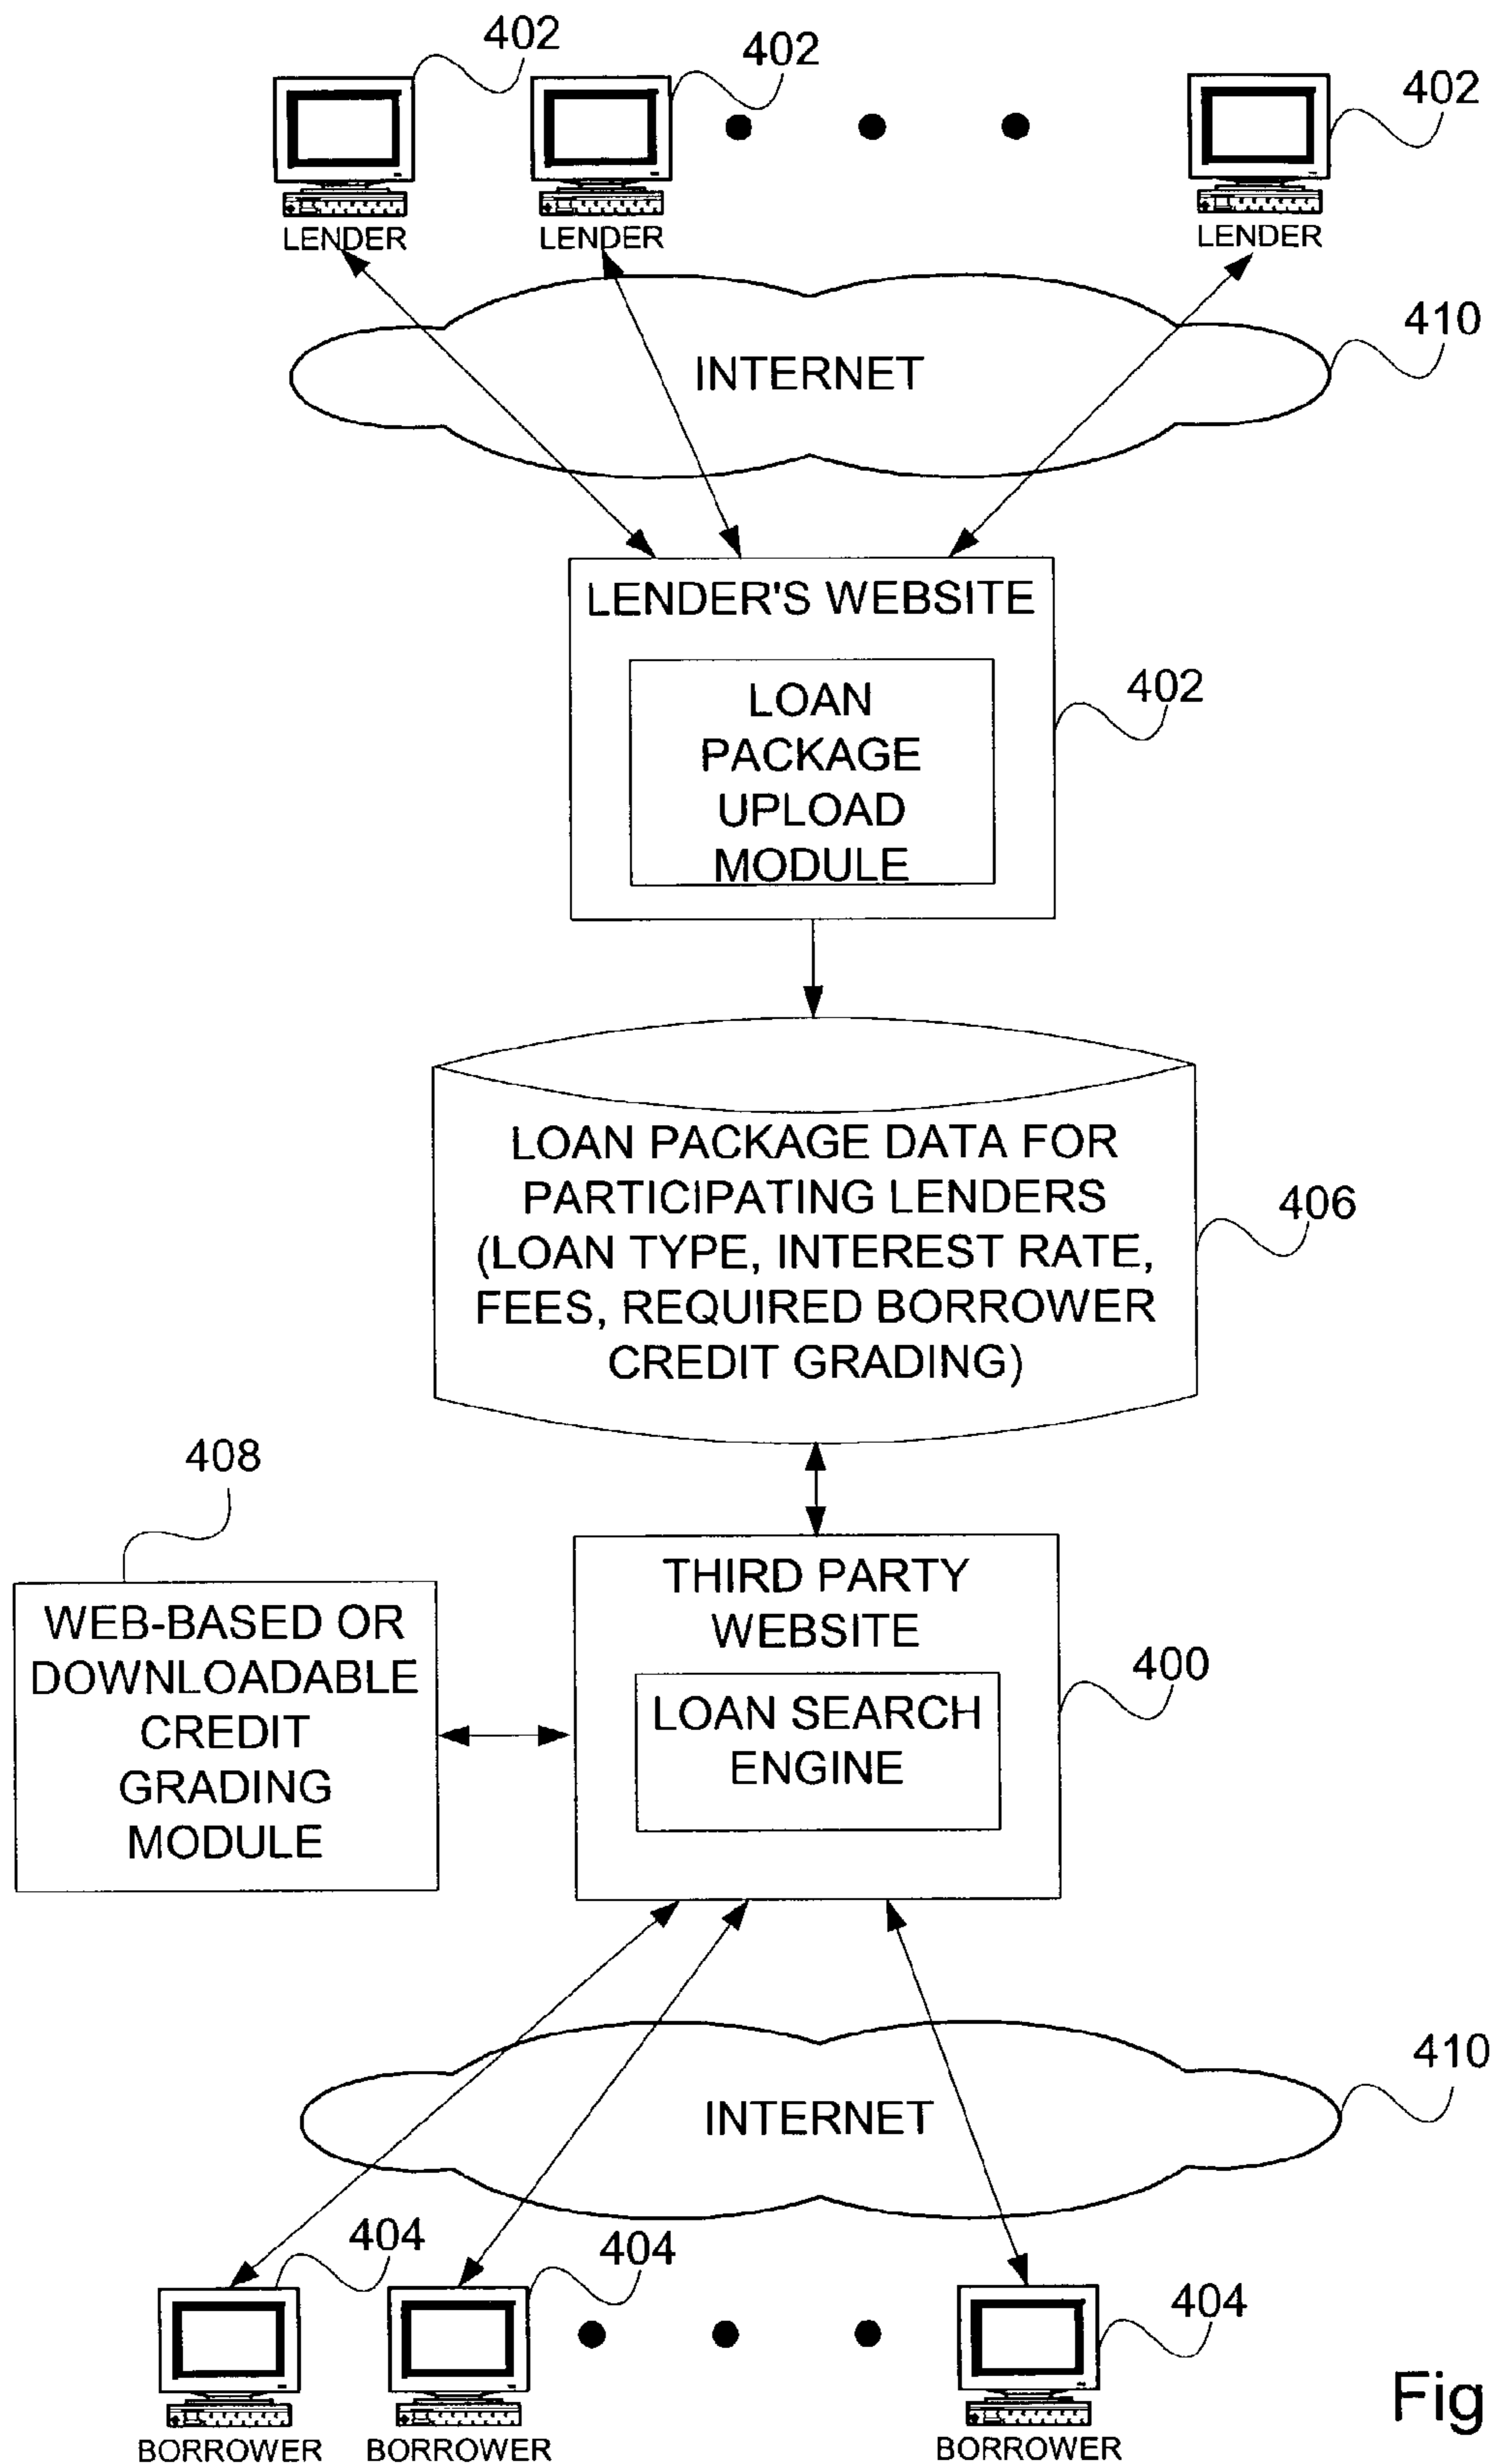 402
402
402
LENDER
LENDER
LENDER
410
INTERNET
LENDER'S WEBSITE
LOAN
PACKAGE
UPLOAD
MODULE
402
LOAN PACKAGE DATA FOR
PARTICIPATING LENDERS
(LOAN TYPE, INTEREST RATE,
FEES, REQUIRED BORROWER
CREDIT GRADING)
406
408
WEB-BASED OR
DOWNLOADABLE
CREDIT
GRADING
MODULE
THIRD PARTY
WEBSITE
LOAN SEARCH
ENGINE
400
410
INTERNET
404
404
404
BORROWER
BORROWER
BORROWER
Fig